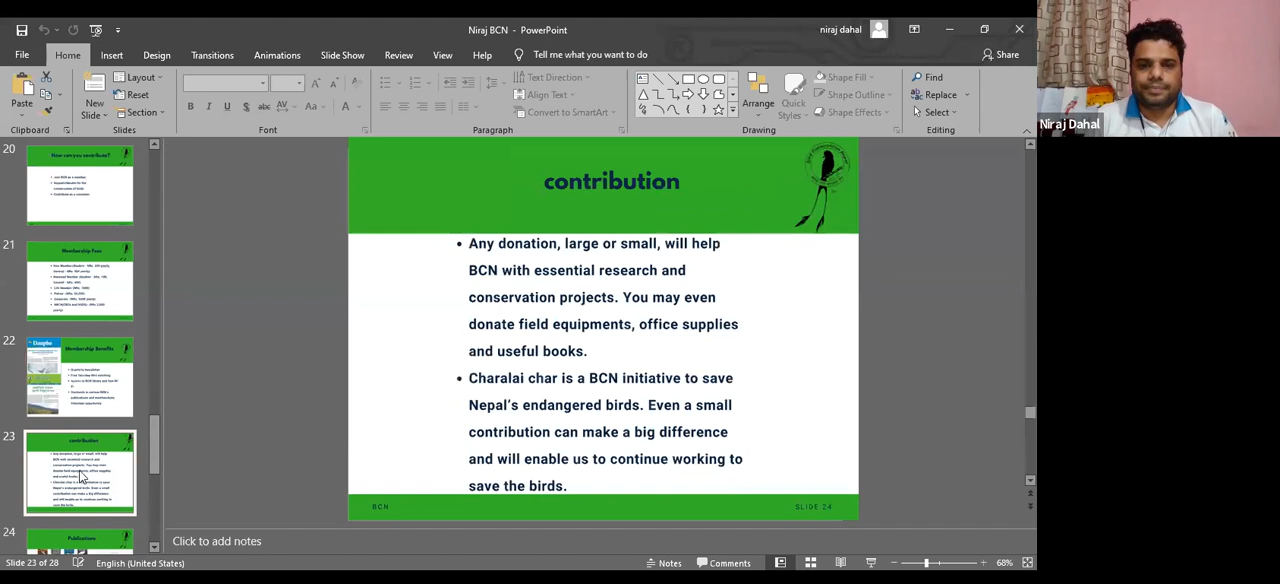 Niraj BCN - PowerPoint
niraj dahal
File Home Insert Design Transitions Animations Slide Show Review View Help Tell me what you want to do Share
Paste
New Slide
Layout
Reset
Section
B I U S abc AV Aa A
Text Direction
Align Text
Convert to SmartArt
Arrange
Quick Styles
Shape Fill
Shape Outline
Shape Effects
Find
Replace
Select
Clipboard Slides Font Paragraph Drawing Editing
Niraj Dahal
20
How can you contribute?
21
Membership Fees
22
Membership Benefits
23
contribution
24
Publications
contribution
• Any donation, large or small, will help
BCN with essential research and
conservation projects. You may even
donate field equipments, office supplies
and useful books.
• Charalai char is a BCN initiative to save
Nepal's endangered birds. Even a small
contribution can make a big difference
and will enable us to continue working to
save the birds.
BCN SLIDE 24
Click to add notes
Slide 23 of 28 English (United States) Notes Comments 68%